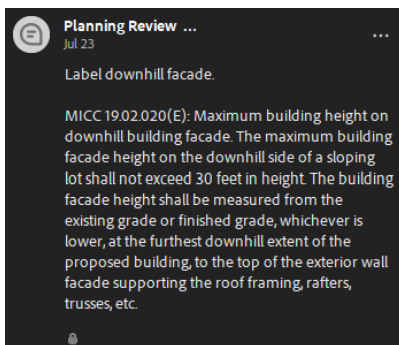 Planning Review ...
Jul 23
Label downhill facade.
MICC 19.02.020(E): Maximum building height on
downhill building facade. The maximum building
facade height on the downhill side of a sloping
lot shall not exceed 30 feet in height. The building
facade height shall be measured from the
existing grade or finished grade, whichever is
lower, at the furthest downhill extent of the
proposed building, to the top of the exterior wall
facade supporting the roof framing, rafters,
trusses, etc.